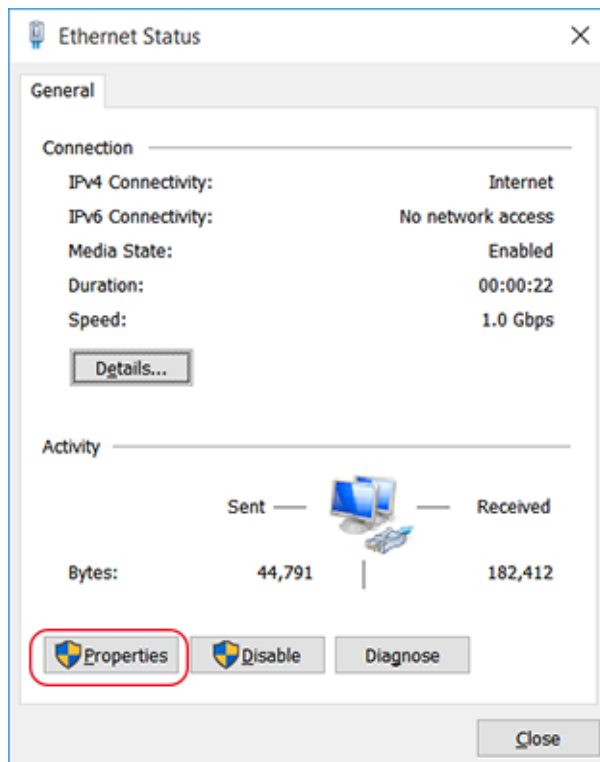 Ethernet Status
General
Connection
IPv4 Connectivity: Internet
IPv6 Connectivity: No network access
Media State: Enabled
Duration: 00:00:22
Speed: 1.0 Gbps
Details...
Activity
Sent Received
Bytes: 44,791 182,412
Properties Disable Diagnose
Close